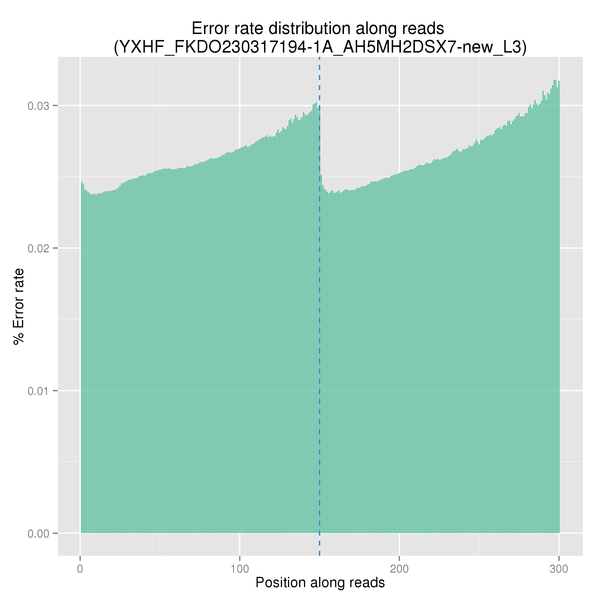 Error rate distribution along reads
(YXHF_FKDO230317194-1A_AH5MH2DSX7-new_L3)
% Error rate
0.03
0.02
0.01
0.00
0 100 200 300
Position along reads